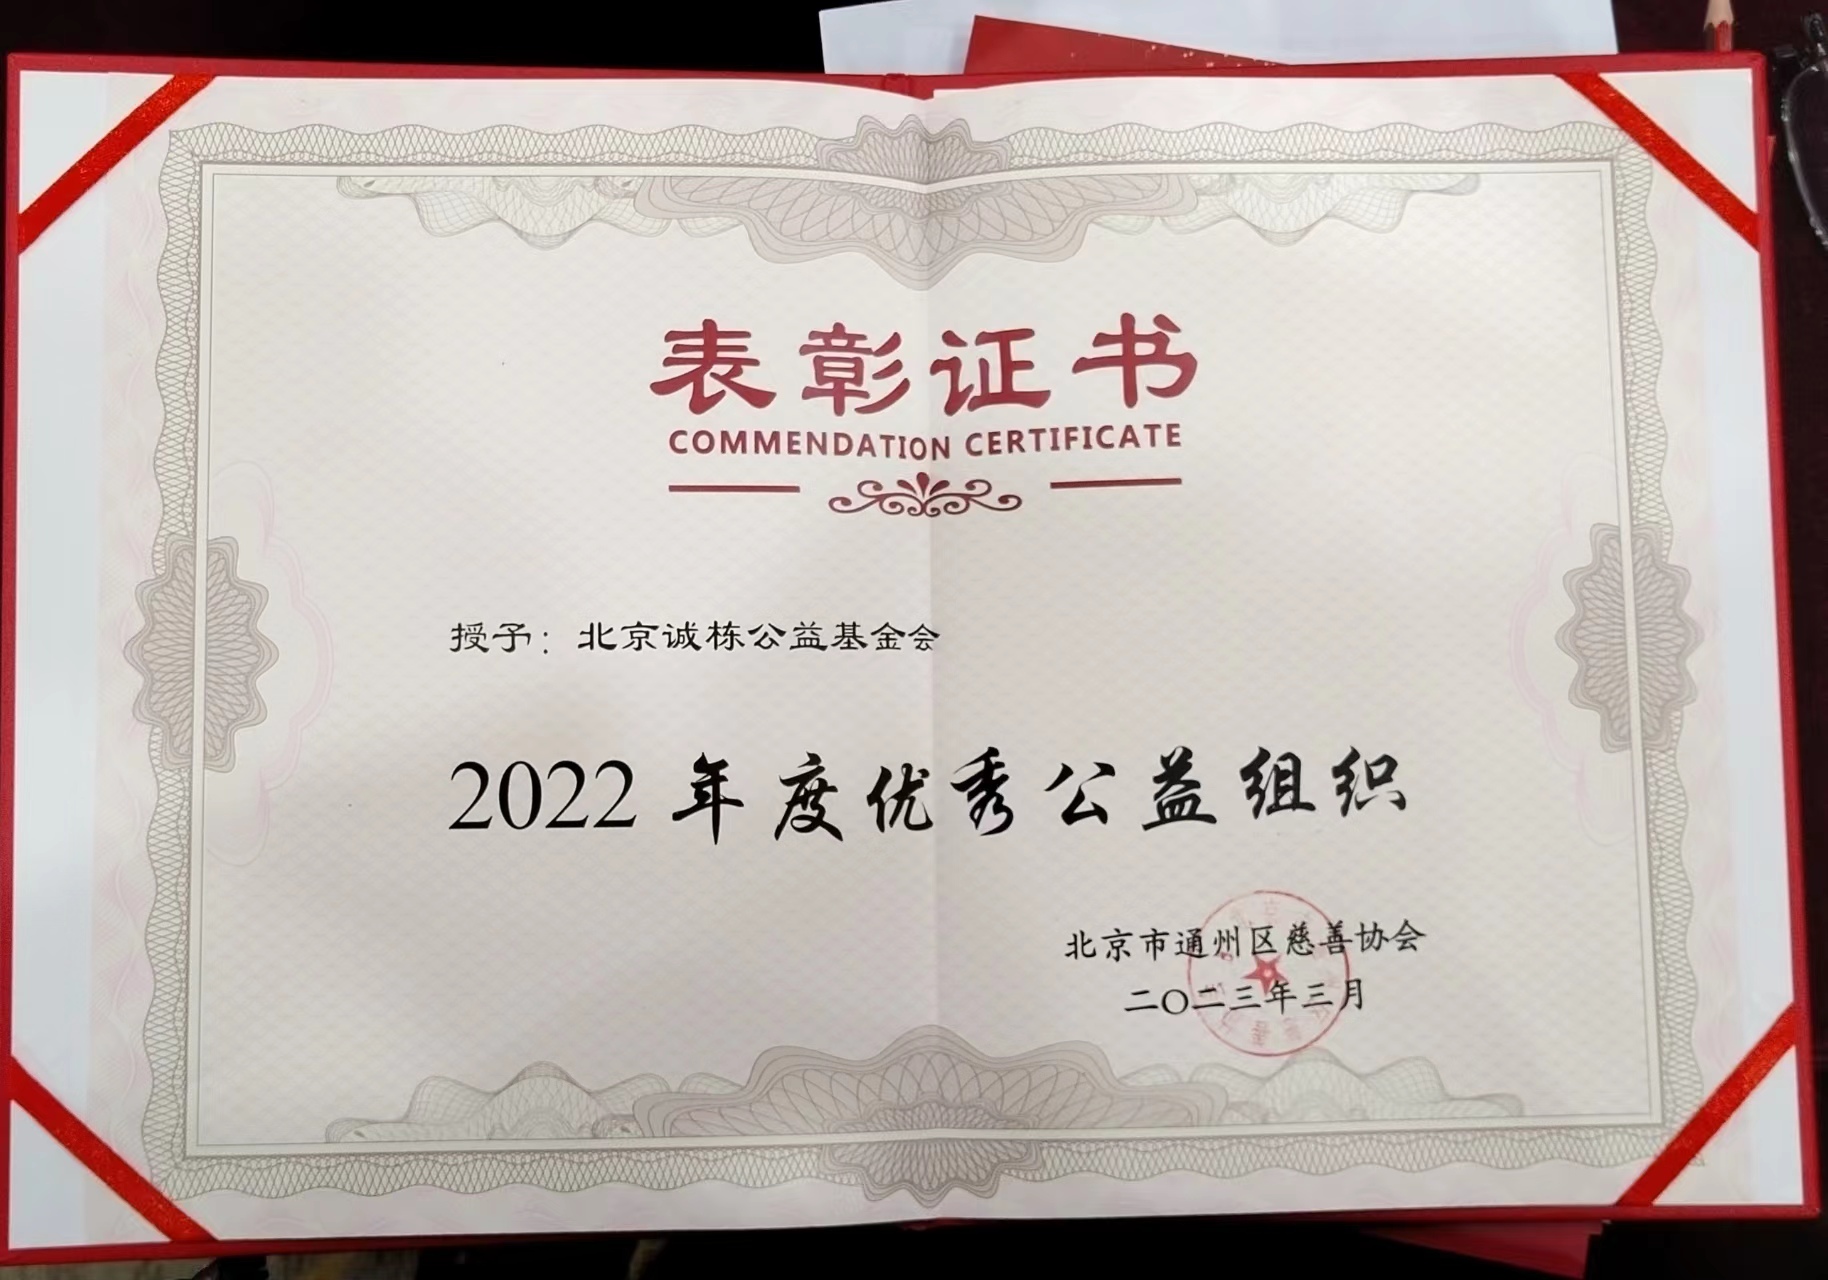 表彰证书
COMMENDATION CERTIFICATE
授予：北京诚栋公益基金会
2022年度优秀公益组织
北京市通州区慈善协会
二〇二三年三月